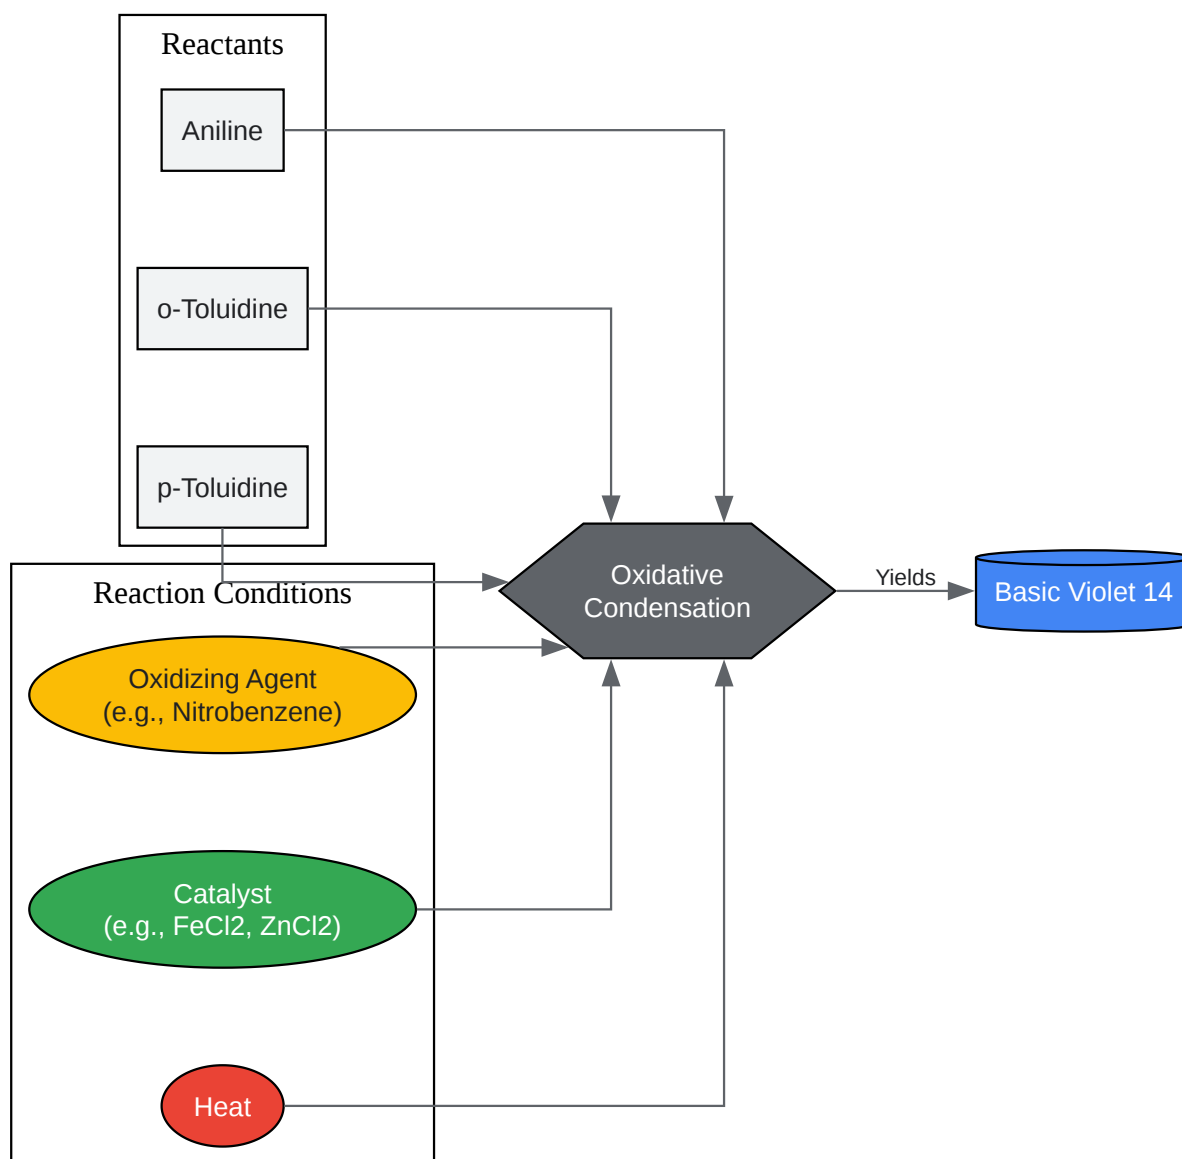 Reactants
Aniline
o-Toluidine
p-Toluidine
Reaction Conditions
Oxidizing Agent
(e.g., Nitrobenzene)
Catalyst
(e.g., FeCl2, ZnCl2)
Heat
Oxidative
Condensation
Yields
Basic Violet 14